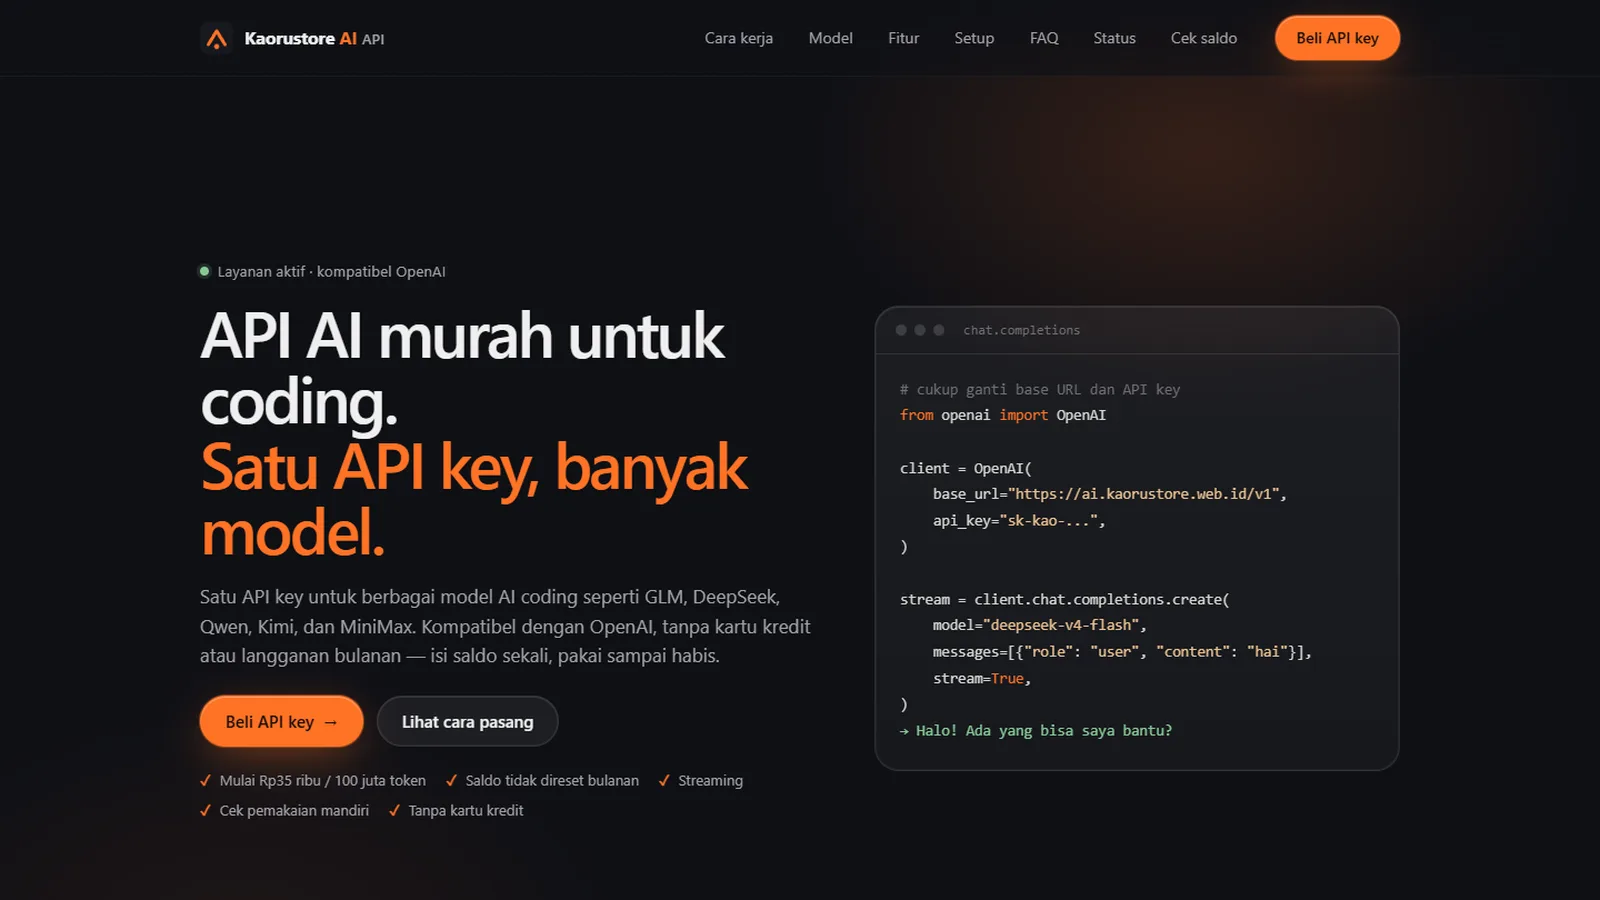 Kaorustore AI API
Cara kerja
Model
Fitur
Setup
FAQ
Status
Cek saldo
Beli API key
Layanan aktif · kompatibel OpenAI
API AI murah untuk
coding.
Satu API key, banyak
model.
Satu API key untuk berbagai model AI coding seperti GLM, DeepSeek,
Qwen, Kimi, dan MiniMax. Kompatibel dengan OpenAI, tanpa kartu kredit
atau langganan bulanan — isi saldo sekali, pakai sampai habis.
Beli API key →
Lihat cara pasang
✓ Mulai Rp35 ribu / 100 juta token
✓ Saldo tidak direset bulanan
✓ Streaming
✓ Cek pemakaian mandiri
✓ Tanpa kartu kredit
chat.completions
# cukup ganti base URL dan API key
from openai import OpenAI
client = OpenAI(
    base_url="https://ai.kaorustore.web.id/v1",
    api_key="sk-kao-...",
)
stream = client.chat.completions.create(
    model="deepseek-v4-flash",
    messages=[{"role": "user", "content": "hai"}],
    stream=True,
)
→ Halo! Ada yang bisa saya bantu?